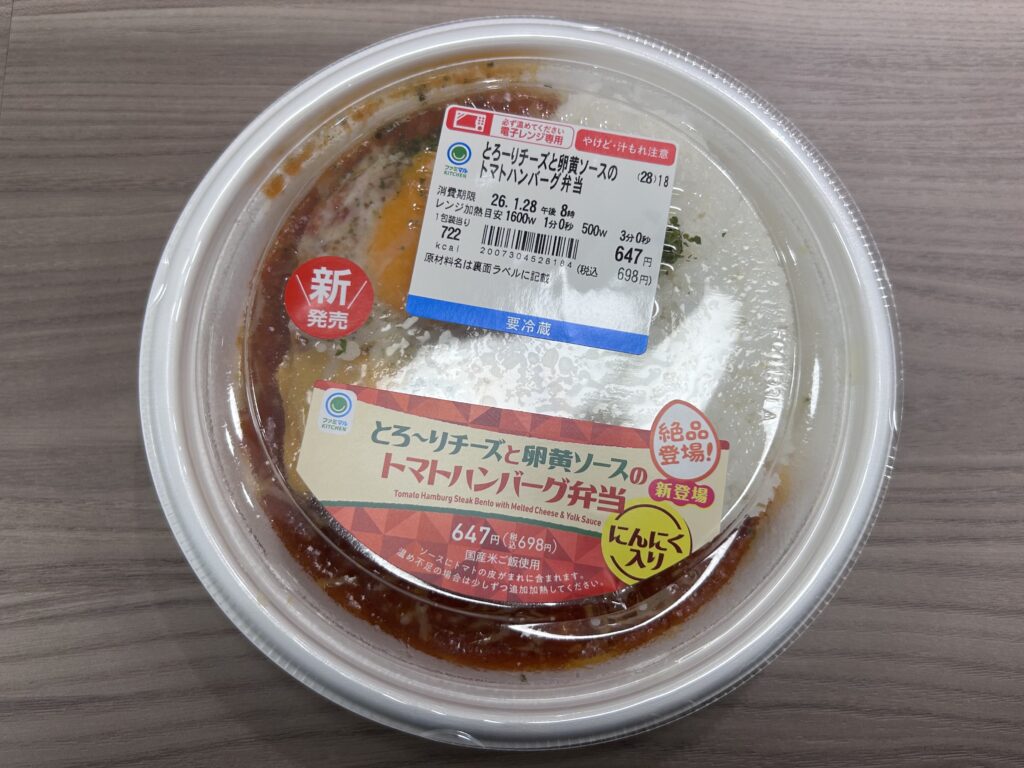 必ず温めてください
電子レンジ専用
やけど・汁もれ注意
ファミマル
KITCHEN
とろーりチーズと卵黄ソースの
トマトハンバーグ弁当
(28)18
消費期限 26.1.28 午後 8時
レンジ加熱目安 1600W 1分0秒 500W 3分0秒
1包装当り
722
kcal
2007304528184
647円
(税込 698円)
原材料名は裏面ラベルに記載
要冷蔵
新
発売
ファミマル
KITCHEN
とろ〜りチーズと卵黄ソースの
トマトハンバーグ弁当
Tomato Hamburg Steak Bento with Melted Cheese & Yolk Sauce
絶品
登場!
新登場
647円(税込698円)
国産米ご飯使用
ソースにトマトの皮がまれに含まれます。
温め不足の場合は少しずつ追加加熱してください。
にんにく
入り